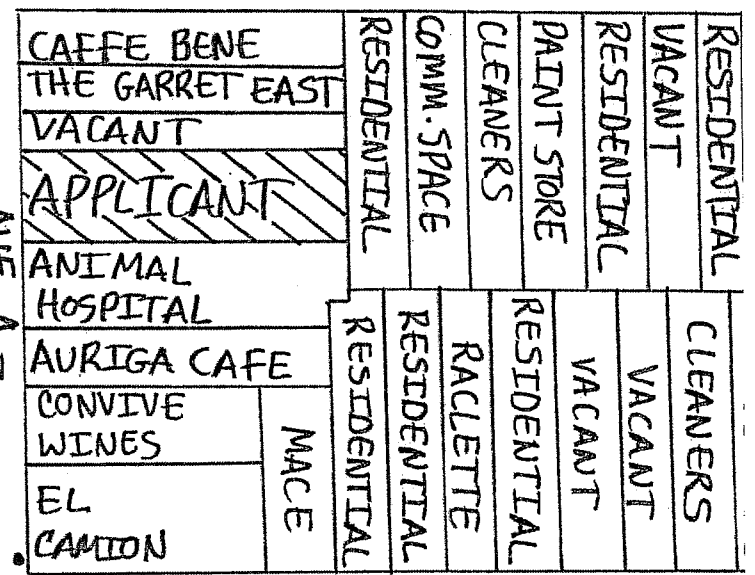 CAFFE BENE
THE GARRET EAST
VACANT
APPLICANT
ANIMAL
HOSPITAL
AURIGA CAFE
CONVIVE
WINES
EL
CAMION
MACE
RESIDENTIAL
COMM. SPACE
CLEANERS
PAINT STORE
RESIDENTIAL
VACANT
RESIDENTIAL
RESIDENTIAL
RESIDENTIAL
RACLETTE
RESIDENTIAL
VACANT
VACANT
CLEANERS
AVE A